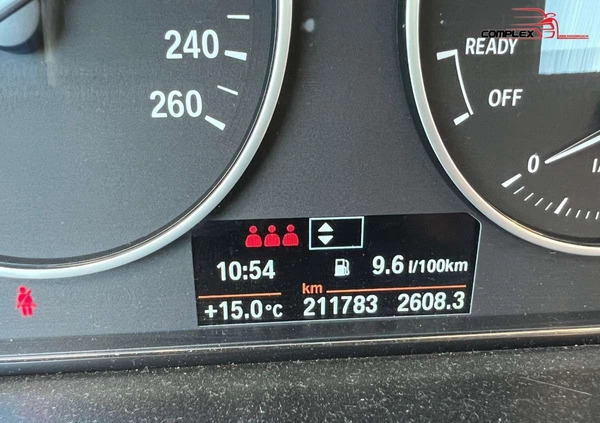 COMPLEX
240
260
READY
OFF
0
10:54
9.6 l/100km
km
+15.0°C 211783 2608.3